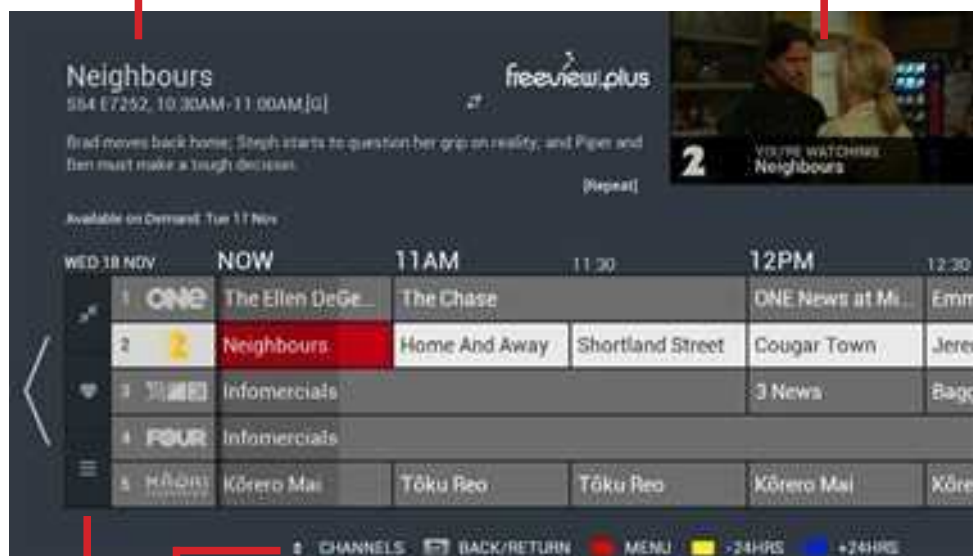 Neighbours
freeview plus
S54 E7252, 10:30AM-11:00AM,[G]
Brad moves back home; Steph starts to question her grip on reality; and Piper and
Ben must make a tough decision.
[Repeat]
2 YOU'RE WATCHING
Neighbours
Available on Demand: Tue 17 Nov
WED 18 NOV NOW 11AM 11:30 12PM 12:30
1 ONE The Ellen DeGe... The Chase ONE News at Mi... Emm
2 2 Neighbours Home And Away Shortland Street Cougar Town Jere
3 Infomercials 3 News Bagg
4 FOUR Infomercials
5 MĀORI Kōrero Mai Tōku Reo Tōku Reo Kōrero Mai Kōre
CHANNELS BACK/RETURN MENU -24HRS +24HRS